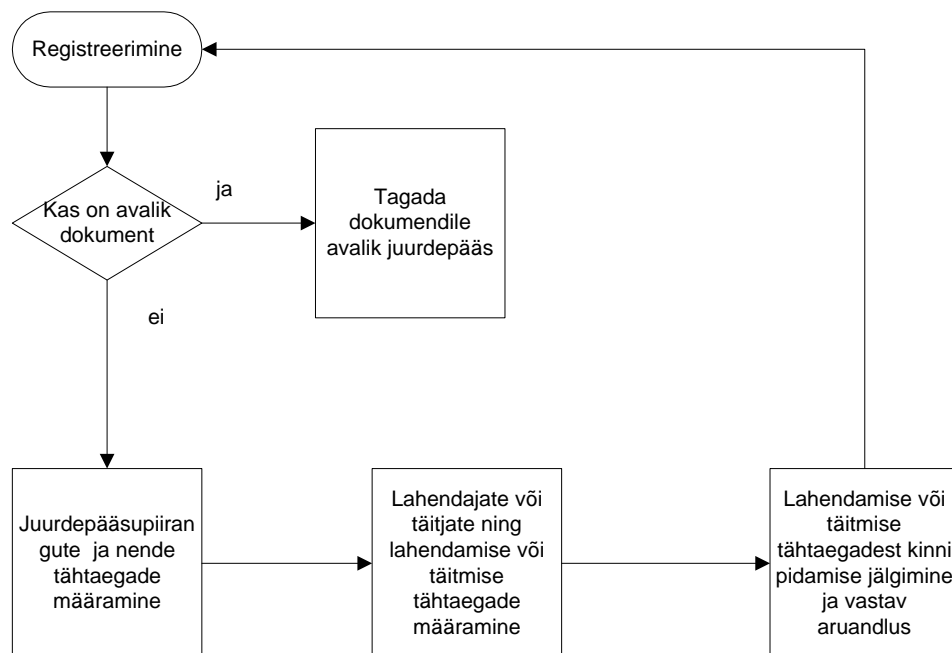 Registreerimine
Kas on avalik
dokument
ja
Tagada
dokumendile
avalik juurdepääs
ei
Juurdepääsupiiran
gute ja nende
tähtaegade
määramine
Lahendajate või
täitjate ning
lahendamise või
täitmise
tähtaegade
määramine
Lahendamise või
täitmise
tähtaegadest kinni
pidamise jälgimine
ja vastav
aruandlus